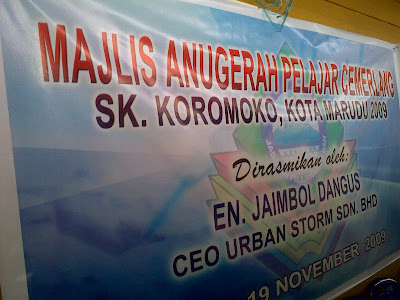 MAJLIS ANUGERAH PELAJAR CEMERLANG
SK. KOROMOKO, KOTA MARUDU 2009
Dirasmikan oleh:
EN. JAIMBOL DANGUS
CEO URBAN STORM SDN. BHD
19 NOVEMBER 2009